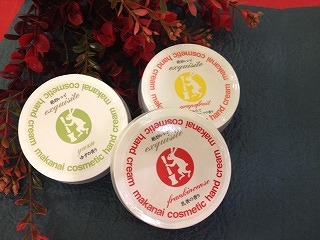 makanai cosmetic hand cream
exquisite
yuzu
ゆずの香り
makanai cosmetic hand cream
exquisite
grapefruit
makanai cosmetic hand cream
exquisite
frankincense
乳香の香り